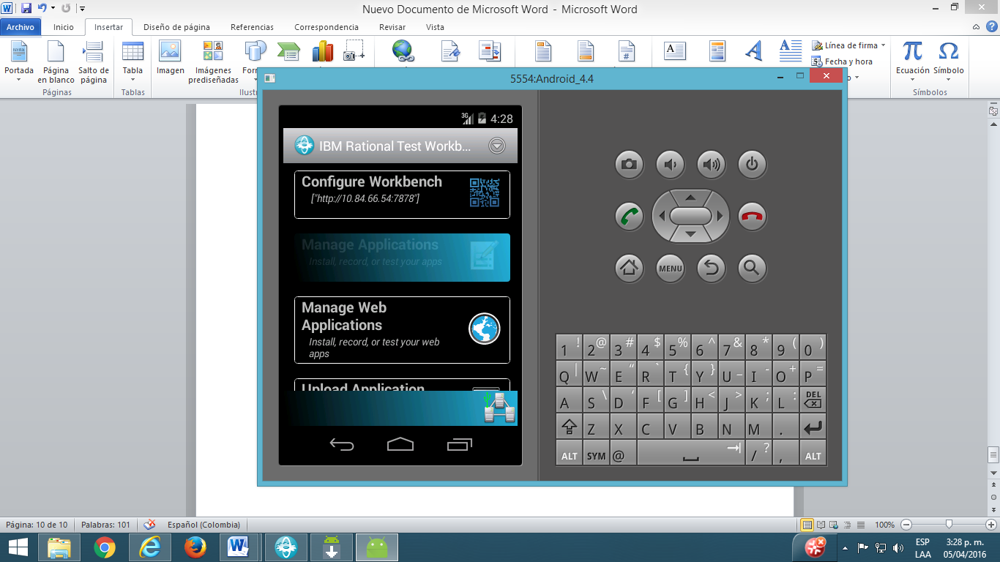 Nuevo Documento de Microsoft Word - Microsoft Word
Archivo Inicio Insertar Diseño de página Referencias Correspondencia Revisar Vista
Portada
Página en blanco
Salto de página
Tabla
Imagen
Imágenes prediseñadas
Línea de firma
Fecha y hora
Ecuación
Símbolo
Páginas
Tablas
Símbolos
5554:Android_4.4
3G 4:28
IBM Rational Test Workb...
Configure Workbench
["http://10.84.66.54:7878"]
Manage Applications
Install, record, or test your apps
Manage Web
Applications
Install, record, or test your web
apps
Upload Application
MENU
1 ! 2 @ 3 # 4 $ 5 % 6 ^ 7 & 8 * 9 ( 0 )
Q | W ~ E “ R ` T { Y } U _ I - O + P =
A S \ D ‘ F [ G ] H < J > K ; L : DEL
Z X C V B N M .
ALT SYM @ / ? , ALT
Página: 10 de 10 Palabras: 101 Español (Colombia) 100%
ESP 3:28 p. m.
LAA 05/04/2016